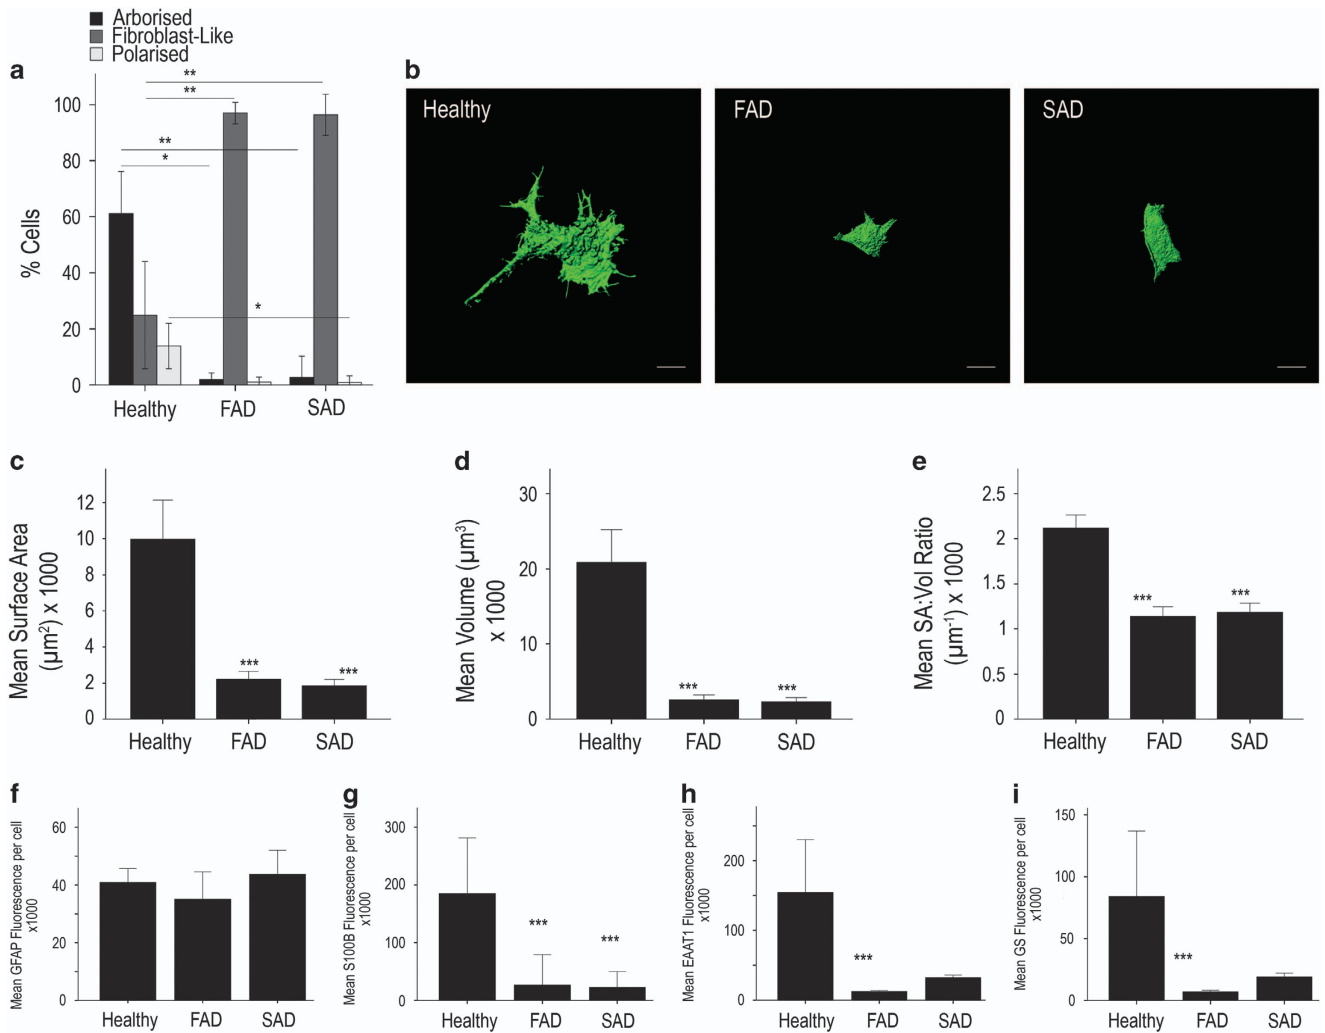 Arborised
Fibroblast-Like
Polarised
a
% Cells
100
80
60
40
20
0
**
**
**
*
*
Healthy
FAD
SAD
b
Healthy
FAD
SAD
c
Mean Surface Area
(µm²) x 1000
12
10
8
6
4
2
0
***
***
Healthy
FAD
SAD
d
Mean Volume (µm³)
x 1000
30
20
10
0
***
***
Healthy
FAD
SAD
e
Mean SA:Vol Ratio
(µm⁻¹) x 1000
2.5
2
1.5
1
0.5
0
***
***
Healthy
FAD
SAD
f
Mean GFAP Fluorescence per cell
x1000
60
40
20
0
Healthy
FAD
SAD
g
Mean S100B Fluorescence per cell
x1000
300
200
100
0
***
***
Healthy
FAD
SAD
h
Mean EAAT1 Fluorescence per cell
x1000
200
100
0
***
Healthy
FAD
SAD
i
Mean GS Fluorescence per cell
x1000
150
100
50
0
***
Healthy
FAD
SAD